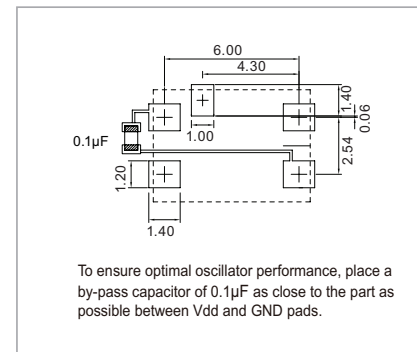 6.00
4.30
1.40
0.06
1.00
0.1µF
2.54
1.20
1.40
To ensure optimal oscillator performance, place a
by-pass capacitor of 0.1µF as close to the part as
possible between Vdd and GND pads.